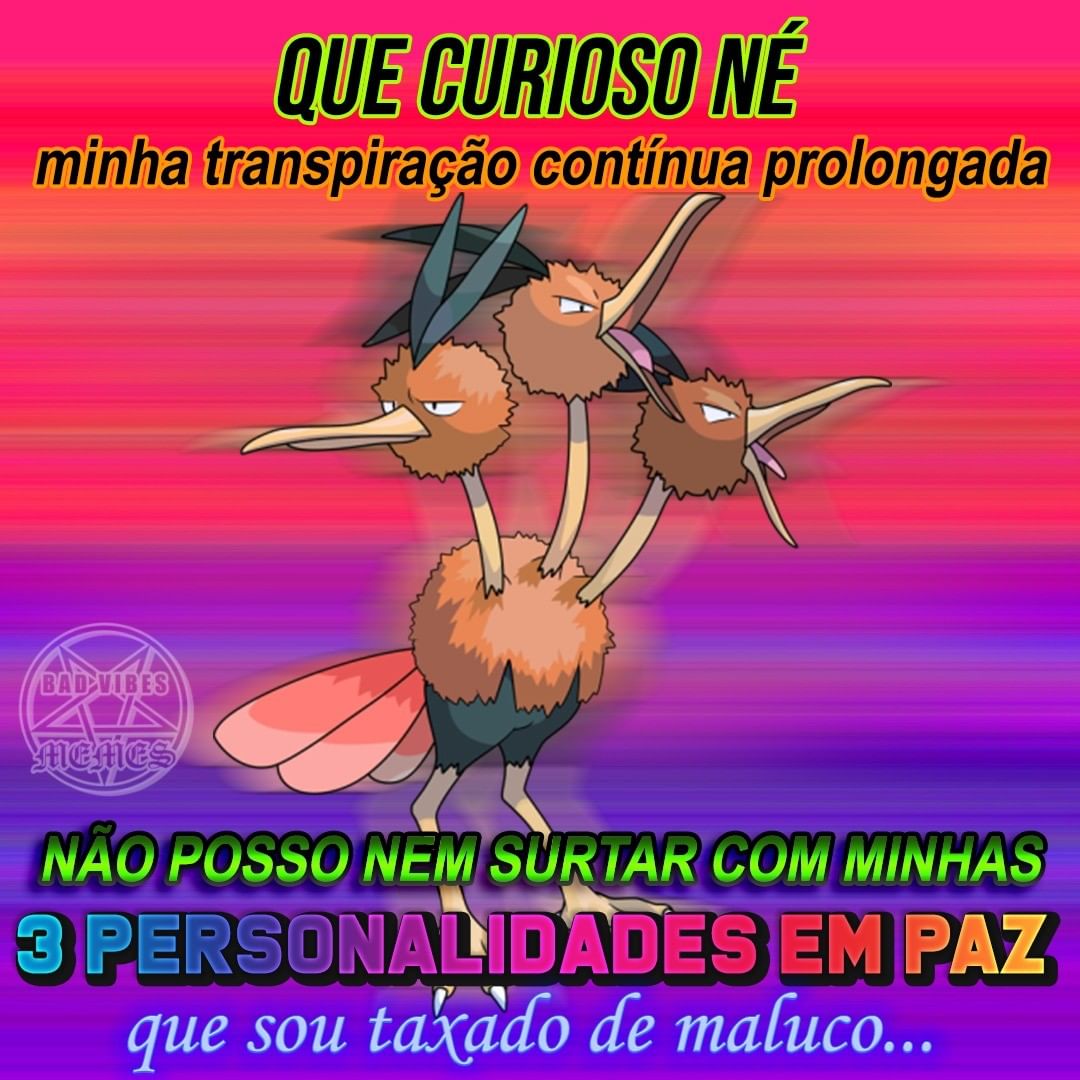 QUE CURIOSO NÉ
minha transpiração contínua prolongada
BAD VIBES
MEMES
NÃO POSSO NEM SURTAR COM MINHAS
3 PERSONALIDADES EM PAZ
que sou taxado de maluco...